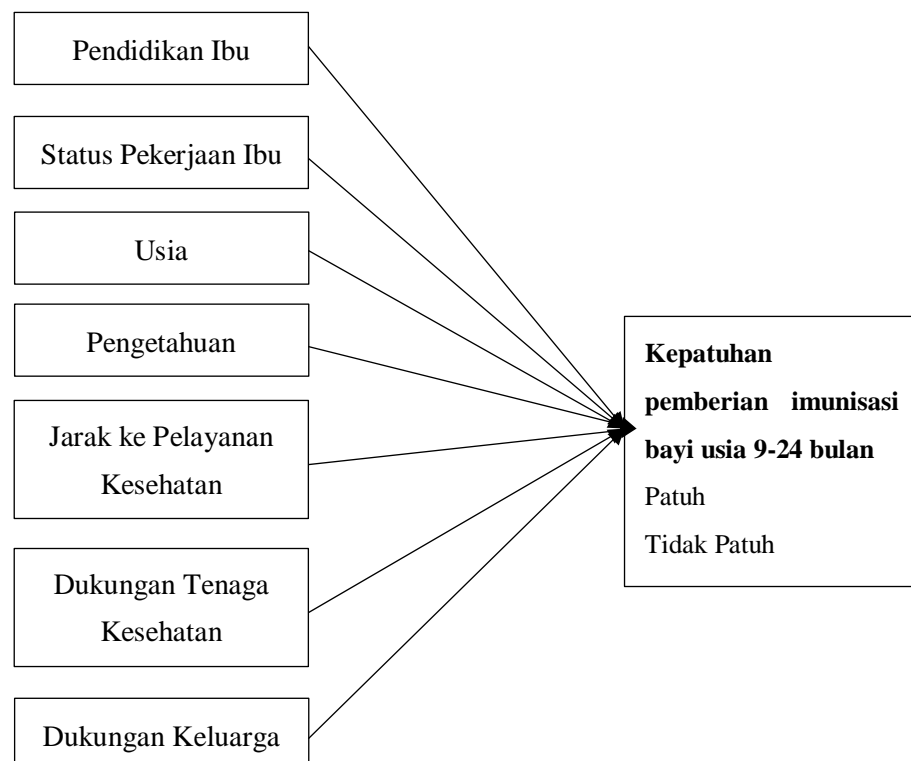 Pendidikan Ibu
Status Pekerjaan Ibu
Usia
Pengetahuan
Jarak ke Pelayanan
Kesehatan
Dukungan Tenaga
Kesehatan
Dukungan Keluarga
Kepatuhan
pemberian imunisasi
bayi usia 9-24 bulan
Patuh
Tidak Patuh